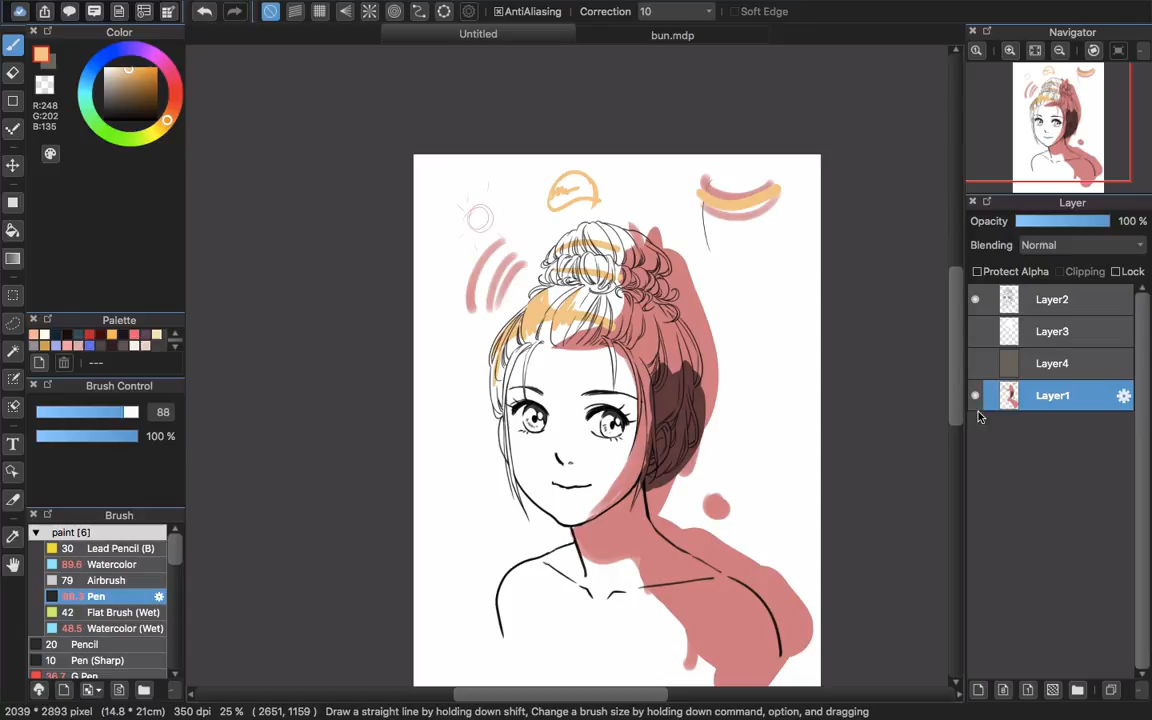 AntiAliasing Correction 10 Soft Edge
Color
Untitled
bun.mdp
Navigator
R:248
G:202
B:135
Layer
Opacity 100 %
Blending Normal
Protect Alpha Clipping Lock
Layer2
Layer3
Layer4
Layer1
Palette
---
Brush Control
88
100 %
T
Brush
paint [6]
30 Lead Pencil (B)
89.6 Watercolor
79 Airbrush
88.3 Pen
42 Flat Brush (Wet)
48.5 Watercolor (Wet)
20 Pencil
10 Pen (Sharp)
36.7 G Pen
2039 * 2893 pixel (14.8 * 21cm) 350 dpi 25 % ( 2651, 1159 ) Draw a straight line by holding down shift, Change a brush size by holding down command, option, and dragging